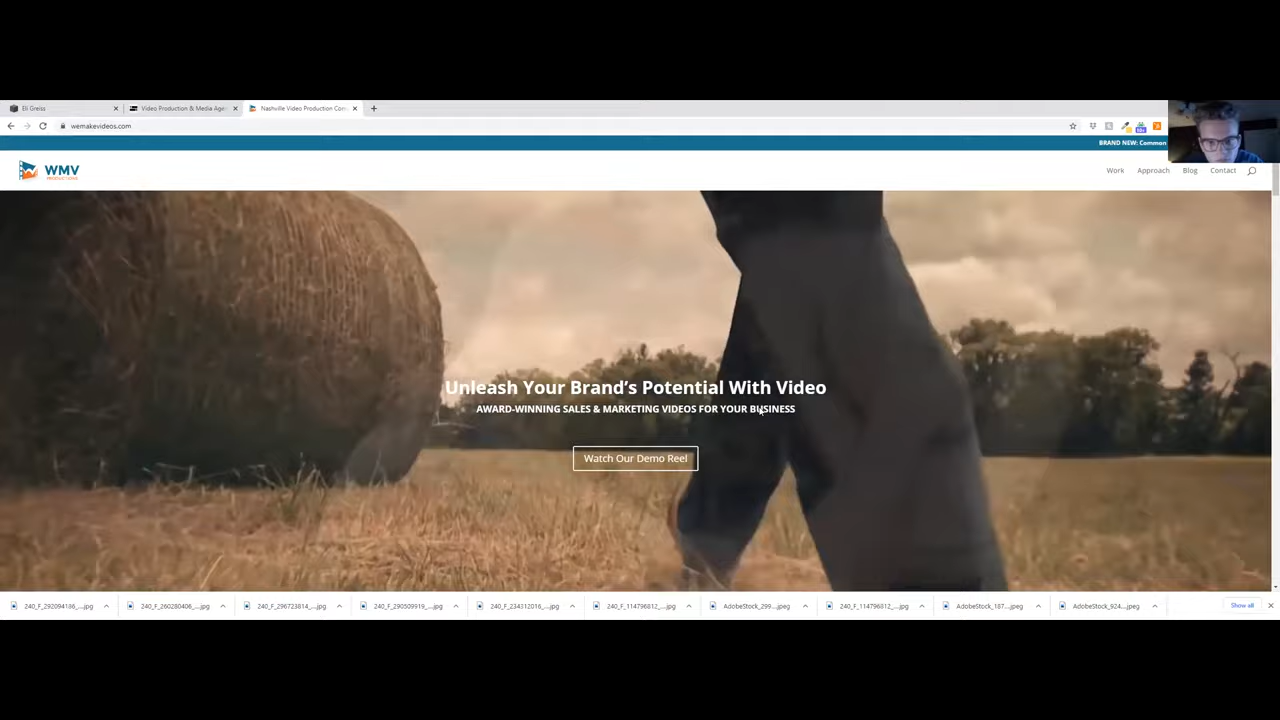 Eli Greiss
Video Production & Media Age
Nashville Video Production Com
wemakevideos.com
BRAND NEW: Common
WMV
PRODUCTIONS
Work Approach Blog Contact
Unleash Your Brand's Potential With Video
AWARD-WINNING SALES & MARKETING VIDEOS FOR YOUR BUSINESS
Watch Our Demo Reel
240_F_292094186_....jpg 240_F_260280406_....jpg 240_F_296723814_....jpg 240_F_290509919_....jpg 240_F_234312016_....jpg 240_F_114796812_....jpg AdobeStock_299....jpeg 240_F_114796812_....jpg AdobeStock_187....jpeg AdobeStock_924....jpeg Show all